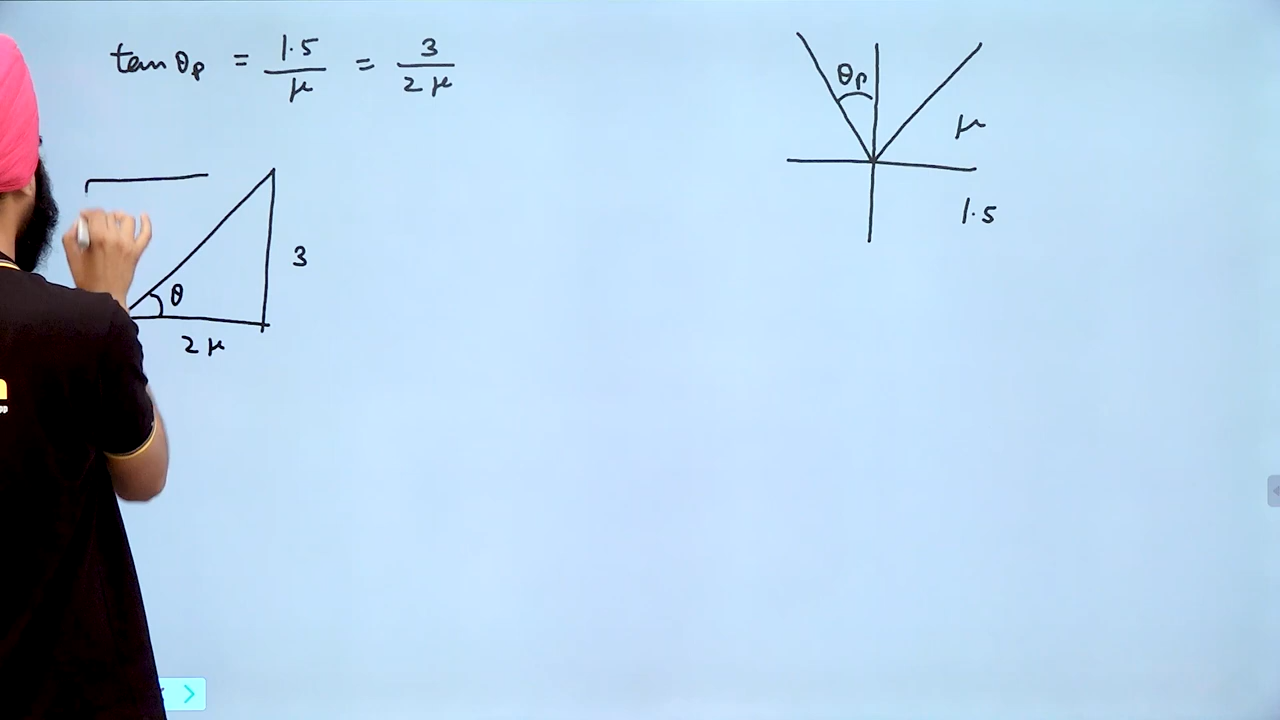 tan θp = 1.5/μ = 3/2μ
θp
μ
1.5
3
θ
2μ